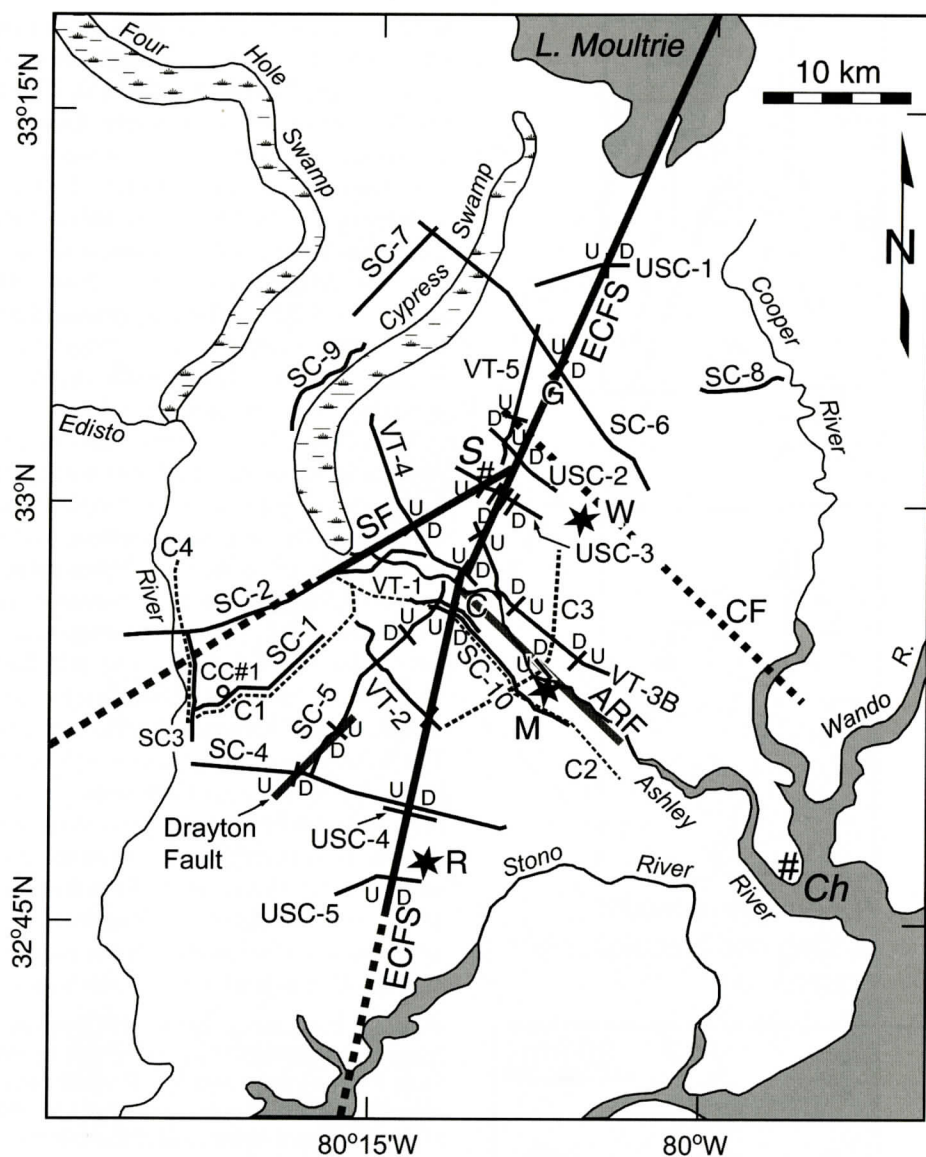 Four
Hole
Swamp
L. Moultrie
10 km
33°15'N
N
Swamp
Cypress
SC-7
U D
USC-1
ECFS
Cooper
River
SC-9
VT-5
U
D
G
SC-8
SC-6
Edisto
VT-4
U
D
U
D
S
#
USC-2
33°N
SF
U
D
U
D
U
D
W
USC-3
C4
River
SC-2
VT-1
U
D
C
D
U
C3
CF
SC-1
CC#1
C1
SC-5
U
D
U
D
SC-10
U
D
D
U
VT-3B
R.
Wando
SC3
VT-2
M
ARF
SC-4
U
D
U
D
C2
Ashley
Drayton
Fault
U
D
USC-4
R
Stono
River
River
#
Ch
USC-5
U
D
ECFS
32°45'N
80°15'W
80°W